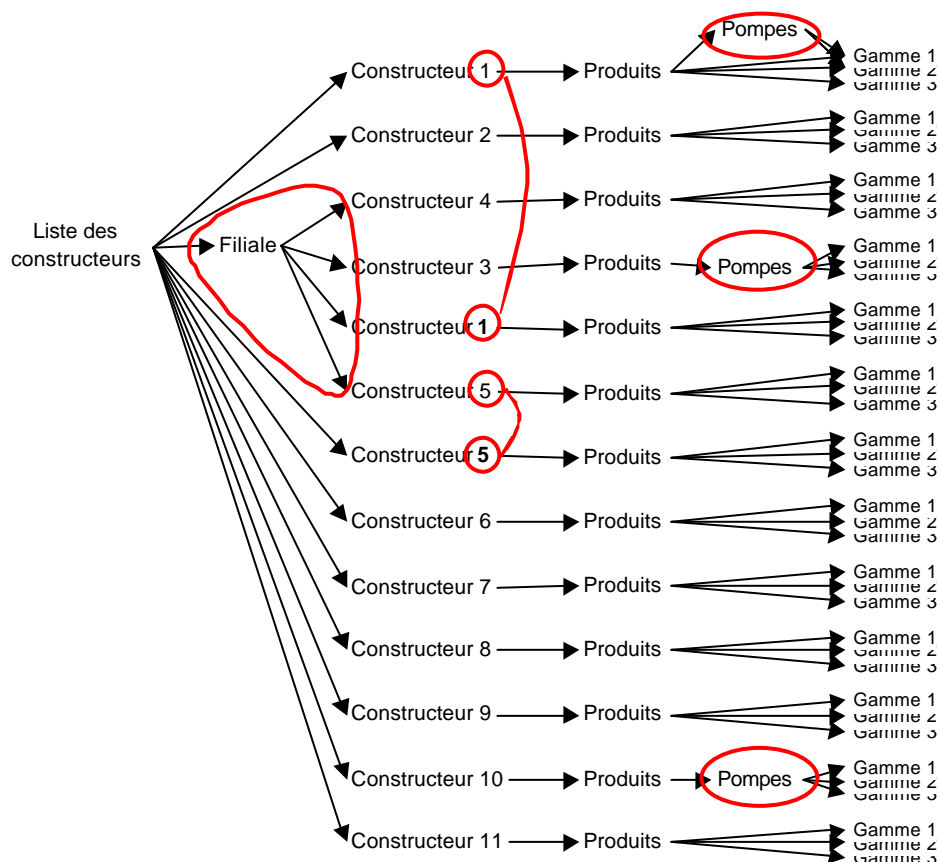 Pompes
Constructeur 1
Produits
Gamme 1
Gamme 2
Gamme 3
Constructeur 2
Produits
Gamme 1
Gamme 2
Gamme 3
Constructeur 4
Produits
Gamme 1
Gamme 2
Gamme 3
Liste des
constructeurs
Filiale
Constructeur 3
Produits
Pompes
Gamme 1
Gamme 2
Gamme 3
Constructeur 1
Produits
Gamme 1
Gamme 2
Gamme 3
Constructeur 5
Produits
Gamme 1
Gamme 2
Gamme 3
Constructeur 5
Produits
Gamme 1
Gamme 2
Gamme 3
Constructeur 6
Produits
Gamme 1
Gamme 2
Gamme 3
Constructeur 7
Produits
Gamme 1
Gamme 2
Gamme 3
Constructeur 8
Produits
Gamme 1
Gamme 2
Gamme 3
Constructeur 9
Produits
Gamme 1
Gamme 2
Gamme 3
Constructeur 10
Produits
Pompes
Gamme 1
Gamme 2
Gamme 3
Constructeur 11
Produits
Gamme 1
Gamme 2
Gamme 3